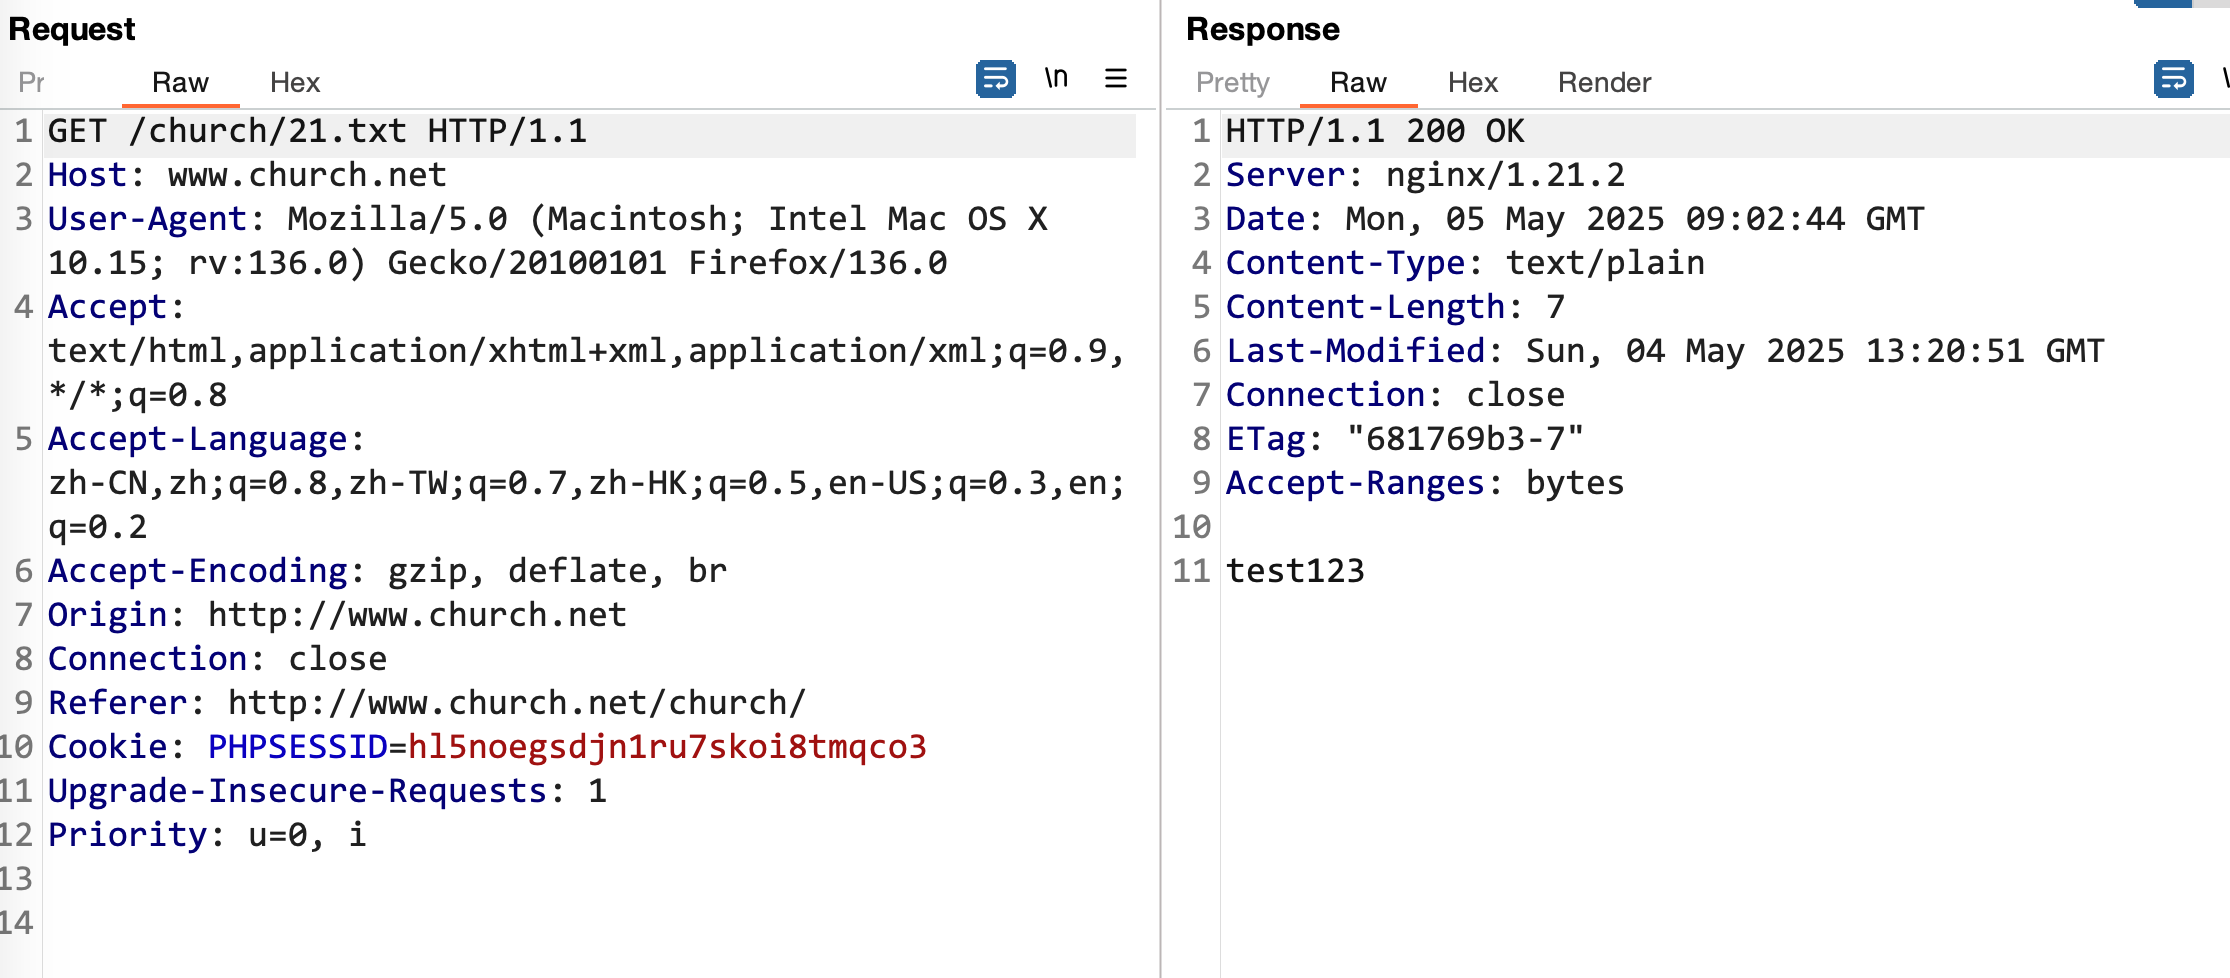 Request
Pr Raw Hex \n
1 GET /church/21.txt HTTP/1.1
2 Host: www.church.net
3 User-Agent: Mozilla/5.0 (Macintosh; Intel Mac OS X
10.15; rv:136.0) Gecko/20100101 Firefox/136.0
4 Accept:
text/html,application/xhtml+xml,application/xml;q=0.9,
*/*;q=0.8
5 Accept-Language:
zh-CN,zh;q=0.8,zh-TW;q=0.7,zh-HK;q=0.5,en-US;q=0.3,en;
q=0.2
6 Accept-Encoding: gzip, deflate, br
7 Origin: http://www.church.net
8 Connection: close
9 Referer: http://www.church.net/church/
10 Cookie: PHPSESSID=hl5noegsdjn1ru7skoi8tmqco3
11 Upgrade-Insecure-Requests: 1
12 Priority: u=0, i
13
14
Response
Pretty Raw Hex Render
1 HTTP/1.1 200 OK
2 Server: nginx/1.21.2
3 Date: Mon, 05 May 2025 09:02:44 GMT
4 Content-Type: text/plain
5 Content-Length: 7
6 Last-Modified: Sun, 04 May 2025 13:20:51 GMT
7 Connection: close
8 ETag: "681769b3-7"
9 Accept-Ranges: bytes
10
11 test123